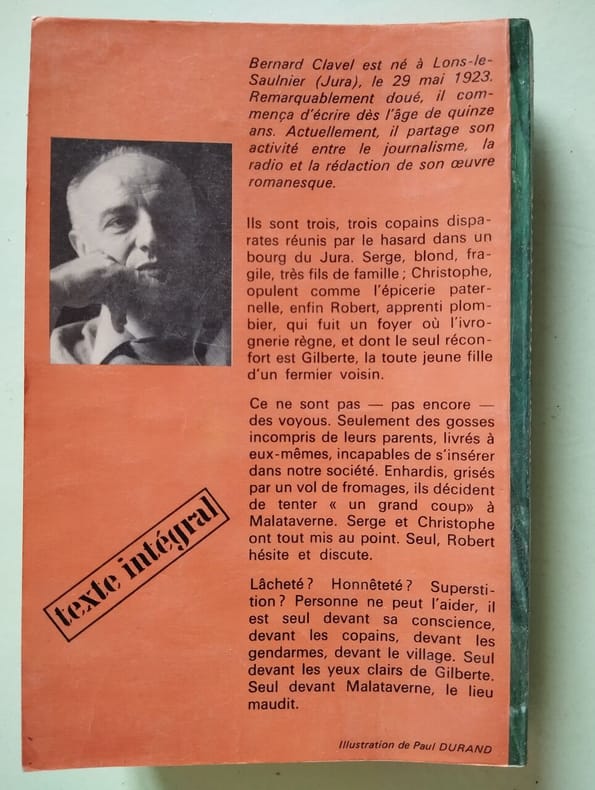 Bernard Clavel est né à Lons-le-
Saulnier (Jura), le 29 mai 1923.
Remarquablement doué, il com-
mença d'écrire dès l'âge de quinze
ans. Actuellement, il partage son
activité entre le journalisme, la
radio et la rédaction de son œuvre
romanesque.
Ils sont trois, trois copains dispa-
rates réunis par le hasard dans un
bourg du Jura. Serge, blond, fra-
gile, très fils de famille ; Christophe,
opulent comme l'épicerie pater-
nelle, enfin Robert, apprenti plom-
bier, qui fuit un foyer où l'ivro-
gnerie règne, et dont le seul récon-
fort est Gilberte, la toute jeune fille
d'un fermier voisin.
Ce ne sont pas — pas encore —
des voyous. Seulement des gosses
incompris de leurs parents, livrés à
eux-mêmes, incapables de s'insérer
dans notre société. Enhardis, grisés
par un vol de fromages, ils décident
de tenter « un grand coup» à
Malataverne. Serge et Christophe
ont tout mis au point. Seul, Robert
hésite et discute.
Lâcheté ? Honnêteté ? Supersti-
tion ? Personne ne peut l'aider, il
est seul devant sa conscience,
devant les copains, devant les
gendarmes, devant le village. Seul
devant les yeux clairs de Gilberte.
Seul devant Malataverne, le lieu
maudit.
texte intégral
Illustration de Paul DURAND